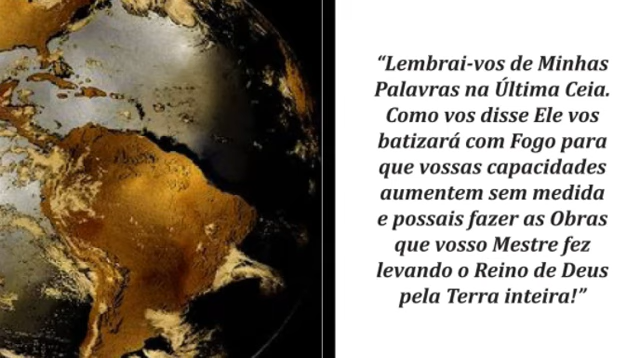 “Lembrai-vos de Minhas
Palavras na Última Ceia.
Como vos disse Ele vos
batizará com Fogo para
que vossas capacidades
aumentem sem medida
e possais fazer as Obras
que vosso Mestre fez
levando o Reino de Deus
pela Terra inteira!”